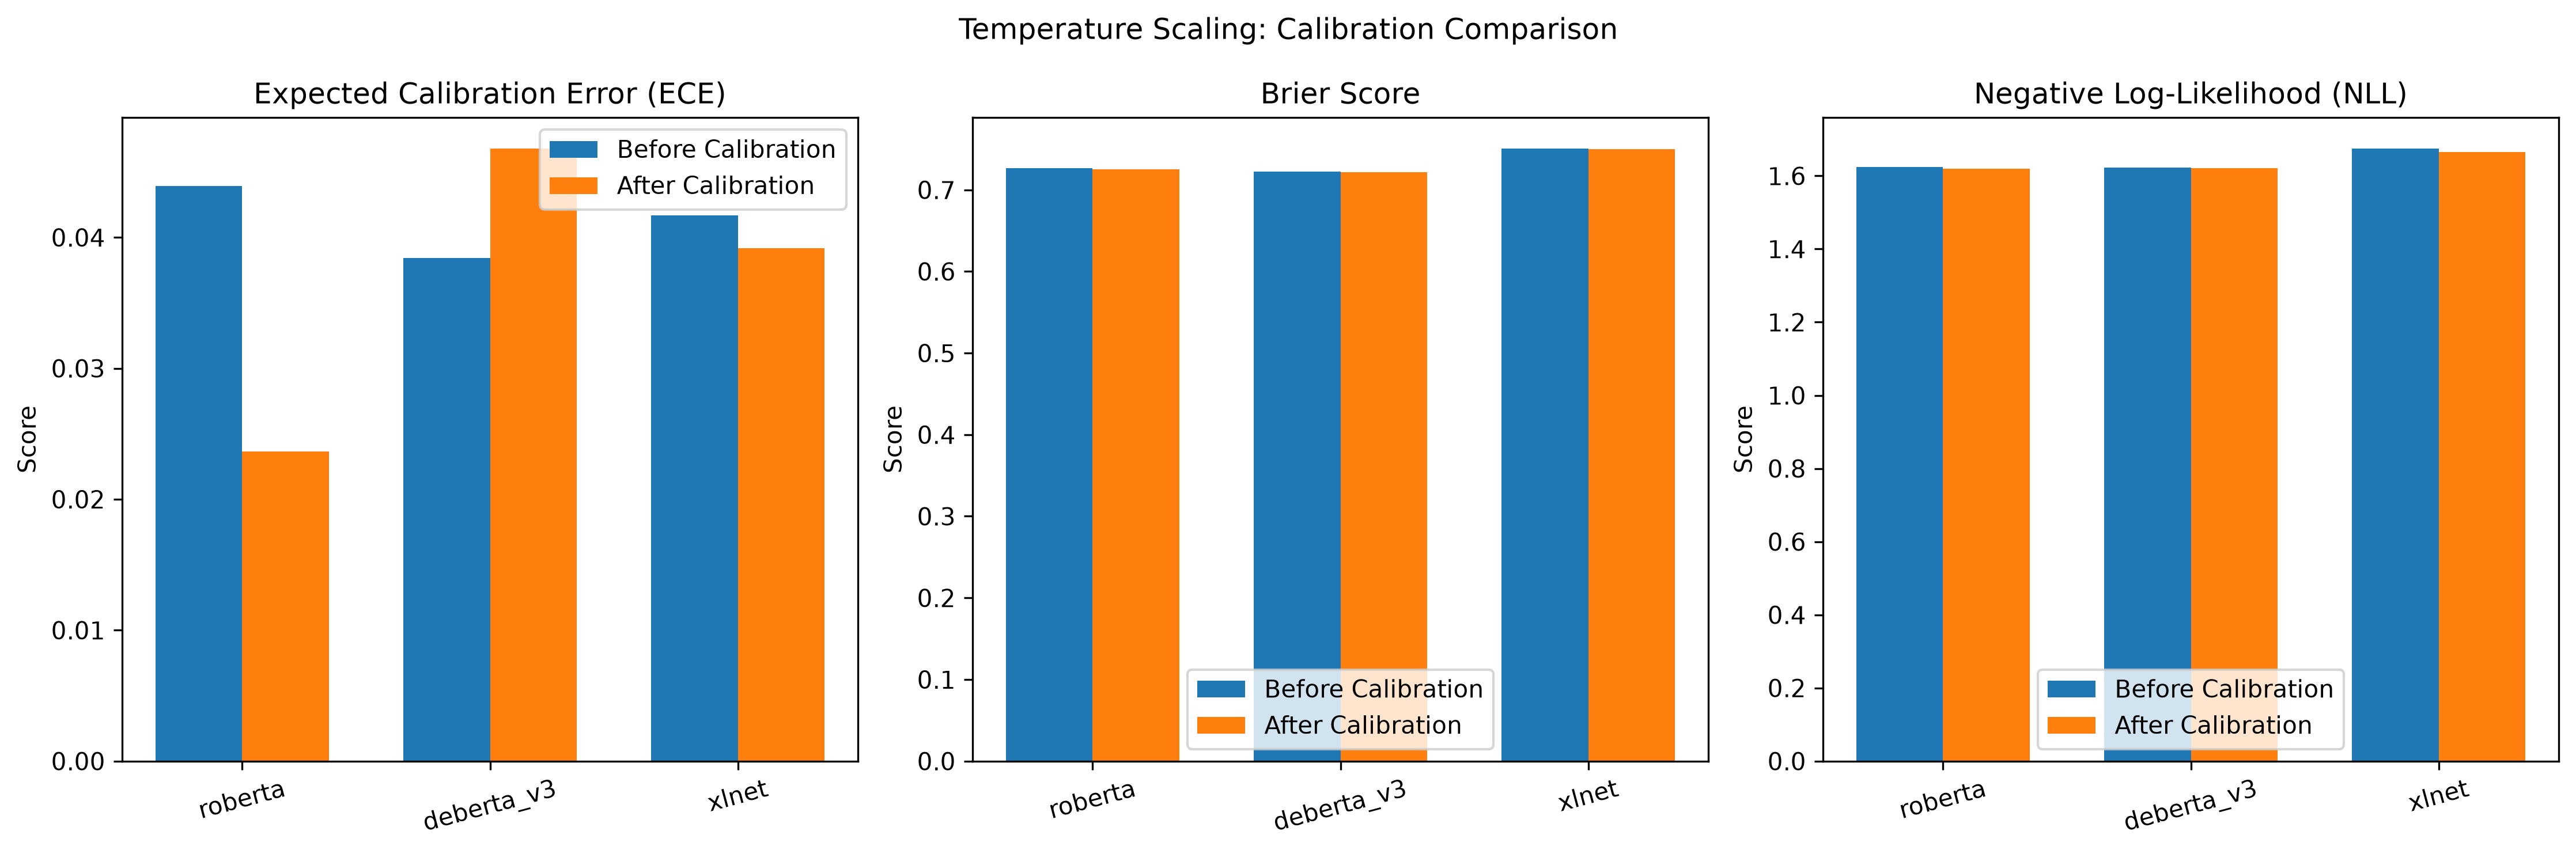 Temperature Scaling: Calibration Comparison
Expected Calibration Error (ECE)
Score
0.04
0.03
0.02
0.01
0.00
Before Calibration
After Calibration
roberta
deberta_v3
xlnet
Brier Score
Score
0.7
0.6
0.5
0.4
0.3
0.2
0.1
0.0
Before Calibration
After Calibration
roberta
deberta_v3
xlnet
Negative Log-Likelihood (NLL)
Score
1.6
1.4
1.2
1.0
0.8
0.6
0.4
0.2
0.0
Before Calibration
After Calibration
roberta
deberta_v3
xlnet